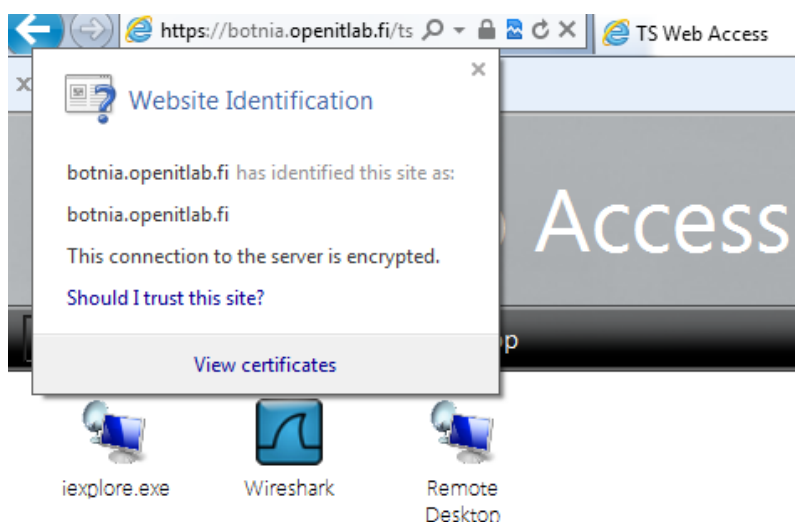 https://botnia.openitlab.fi/ts
TS Web Access
Website Identification
botnia.openitlab.fi has identified this site as:
botnia.openitlab.fi
This connection to the server is encrypted.
Should I trust this site?
View certificates
Access
iexplore.exe
Wireshark
Remote
Desktop